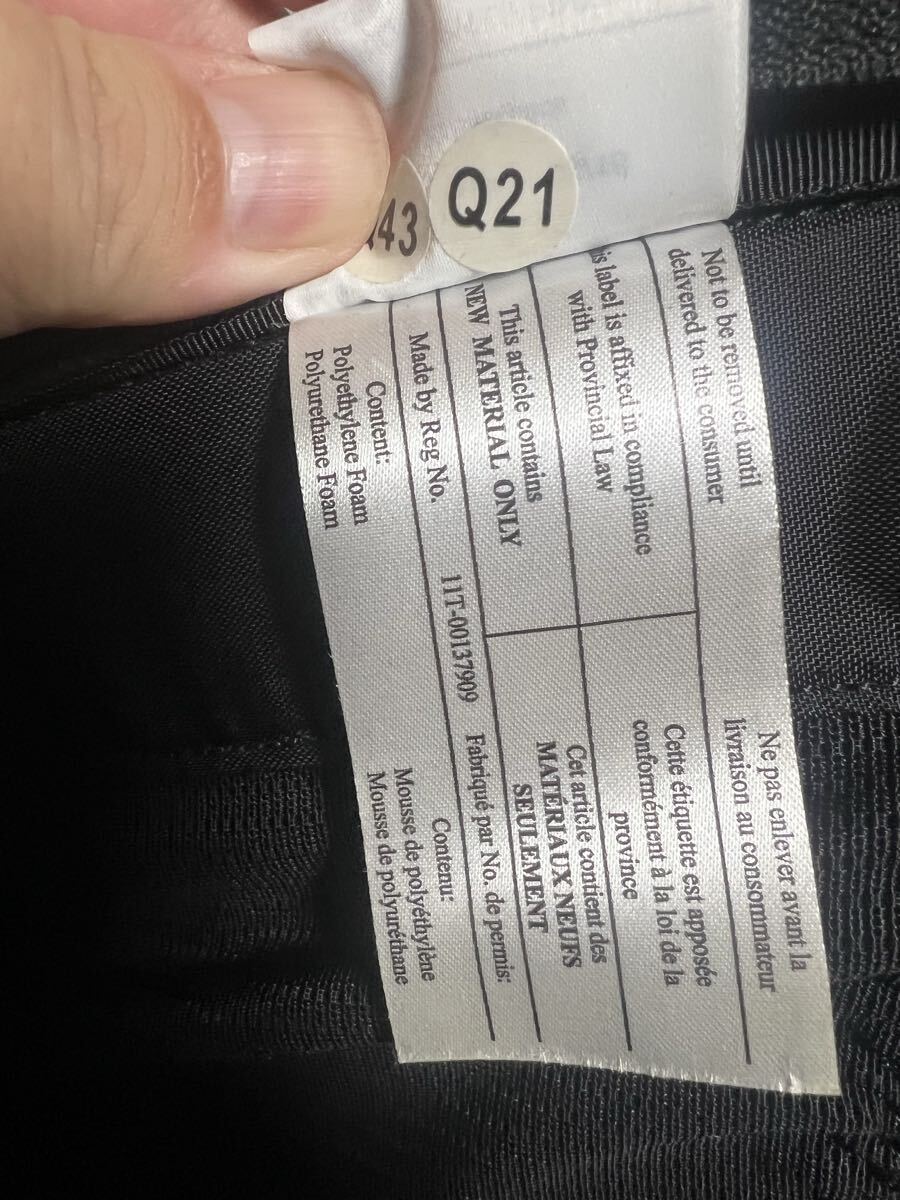 43
Q21
Not to be removed until
delivered to the consumer
Ne pas enlever avant la
livraison au consommateur
is label is affixed in compliance
with Provincial Law
Cette étiquette est apposée
conformément à la loi de la
province
This article contains
NEW MATERIAL ONLY
Cet article contient des
MATÉRIAUX NEUFS
SEULEMENT
Made by Reg No. 11T-00137909 Fabriqué par No. de permis:
Content:
Polyethylene Foam
Polyurethane Foam
Contenu:
Mousse de polyéthylène
Mousse de polyuréthane